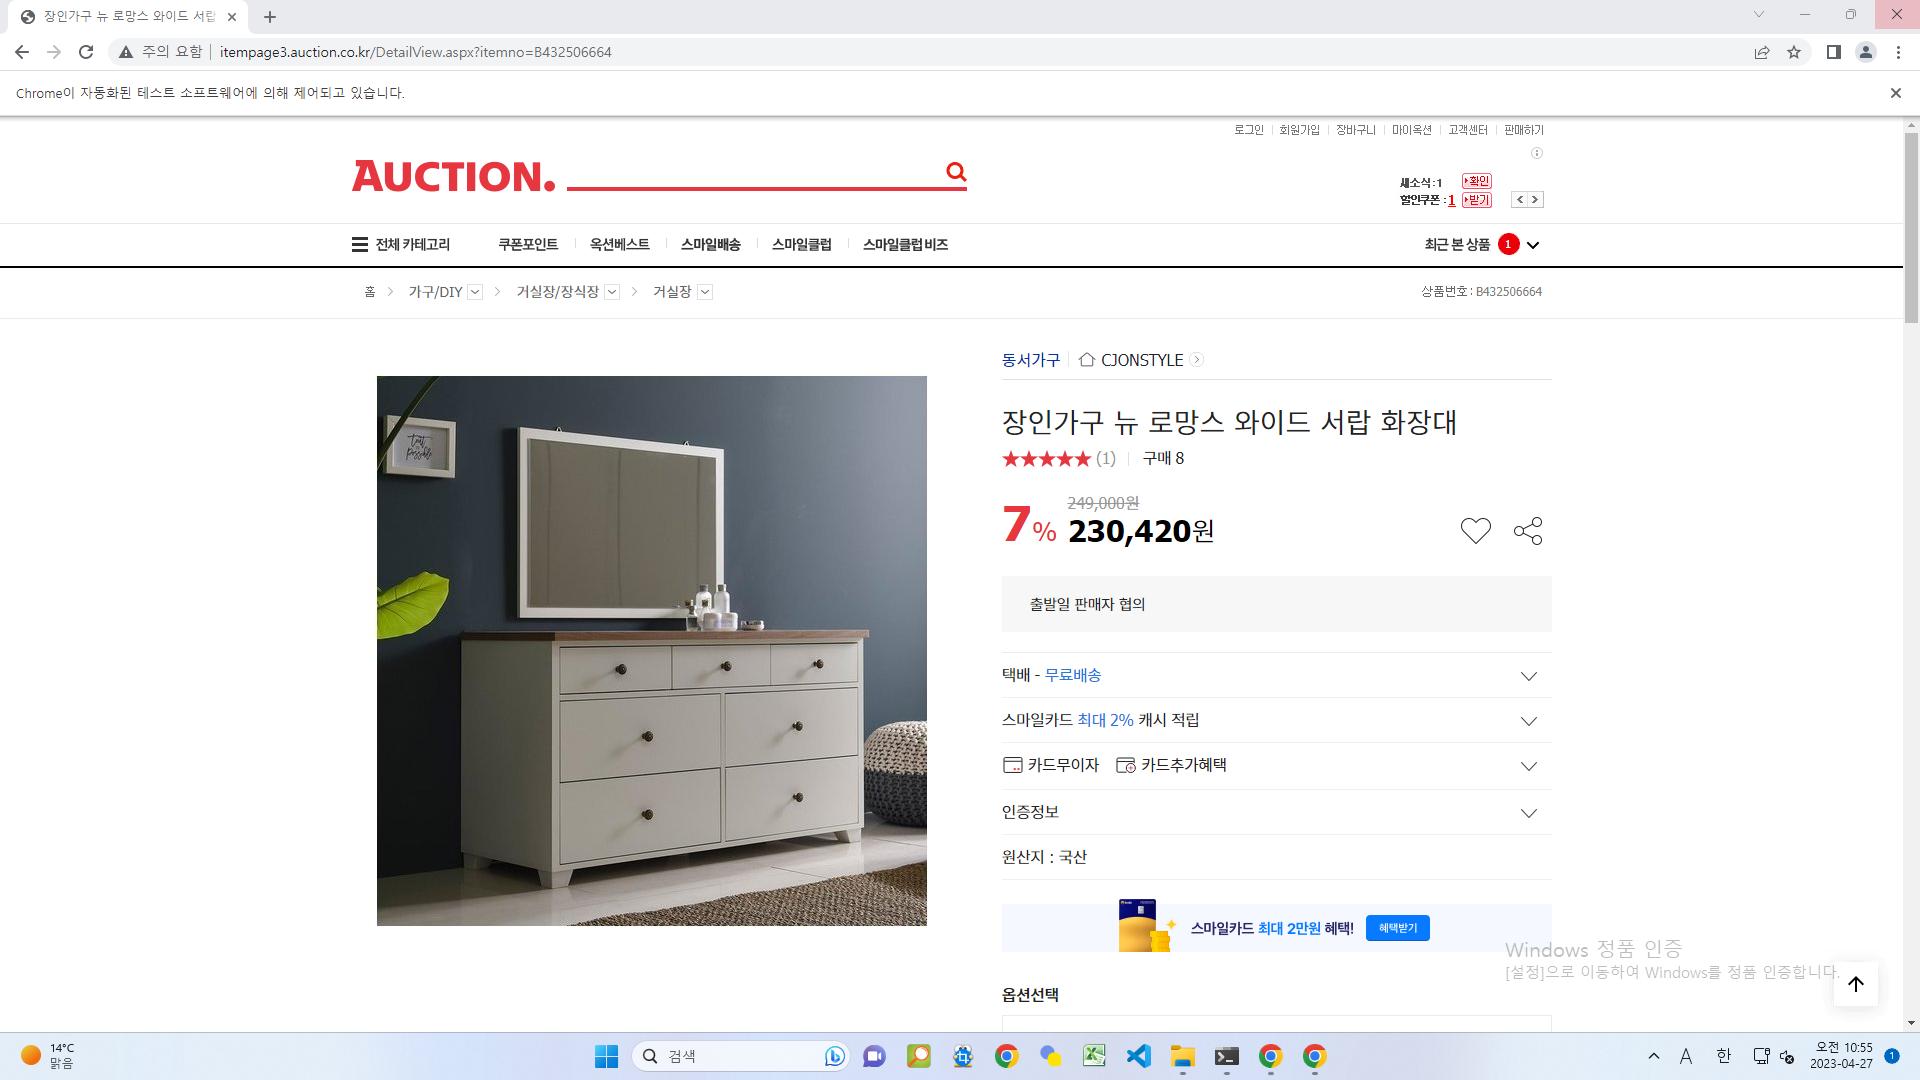 장인가구 뉴 로망스 와이드 서랍
주의 요함 itempage3.auction.co.kr/DetailView.aspx?itemno=B432506664
Chrome이 자동화된 테스트 소프트웨어에 의해 제어되고 있습니다.
로그인 회원가입 장바구니 마이옥션 고객센터 판매하기
AUCTION.
새소식 : 1 확인
할인쿠폰 : 1 받기
전체 카테고리 쿠폰포인트 옥션베스트 스마일배송 스마일클럽 스마일클럽 비즈 최근 본 상품 1
홈 가구/DIY 거실장/장식장 거실장 상품번호 : B432506664
동서가구 CJONSTYLE
장인가구 뉴 로망스 와이드 서랍 화장대
(1) 구매 8
249,000원
7% 230,420원
출발일 판매자 협의
택배 - 무료배송
스마일카드 최대 2% 캐시 적립
카드무이자 카드추가혜택
인증정보
원산지 : 국산
스마일카드 최대 2만원 혜택! 혜택받기
Windows 정품 인증
[설정]으로 이동하여 Windows를 정품 인증합니다.
옵션선택
14°C
맑음
검색
A 한
오전 10:55
2023-04-27
1